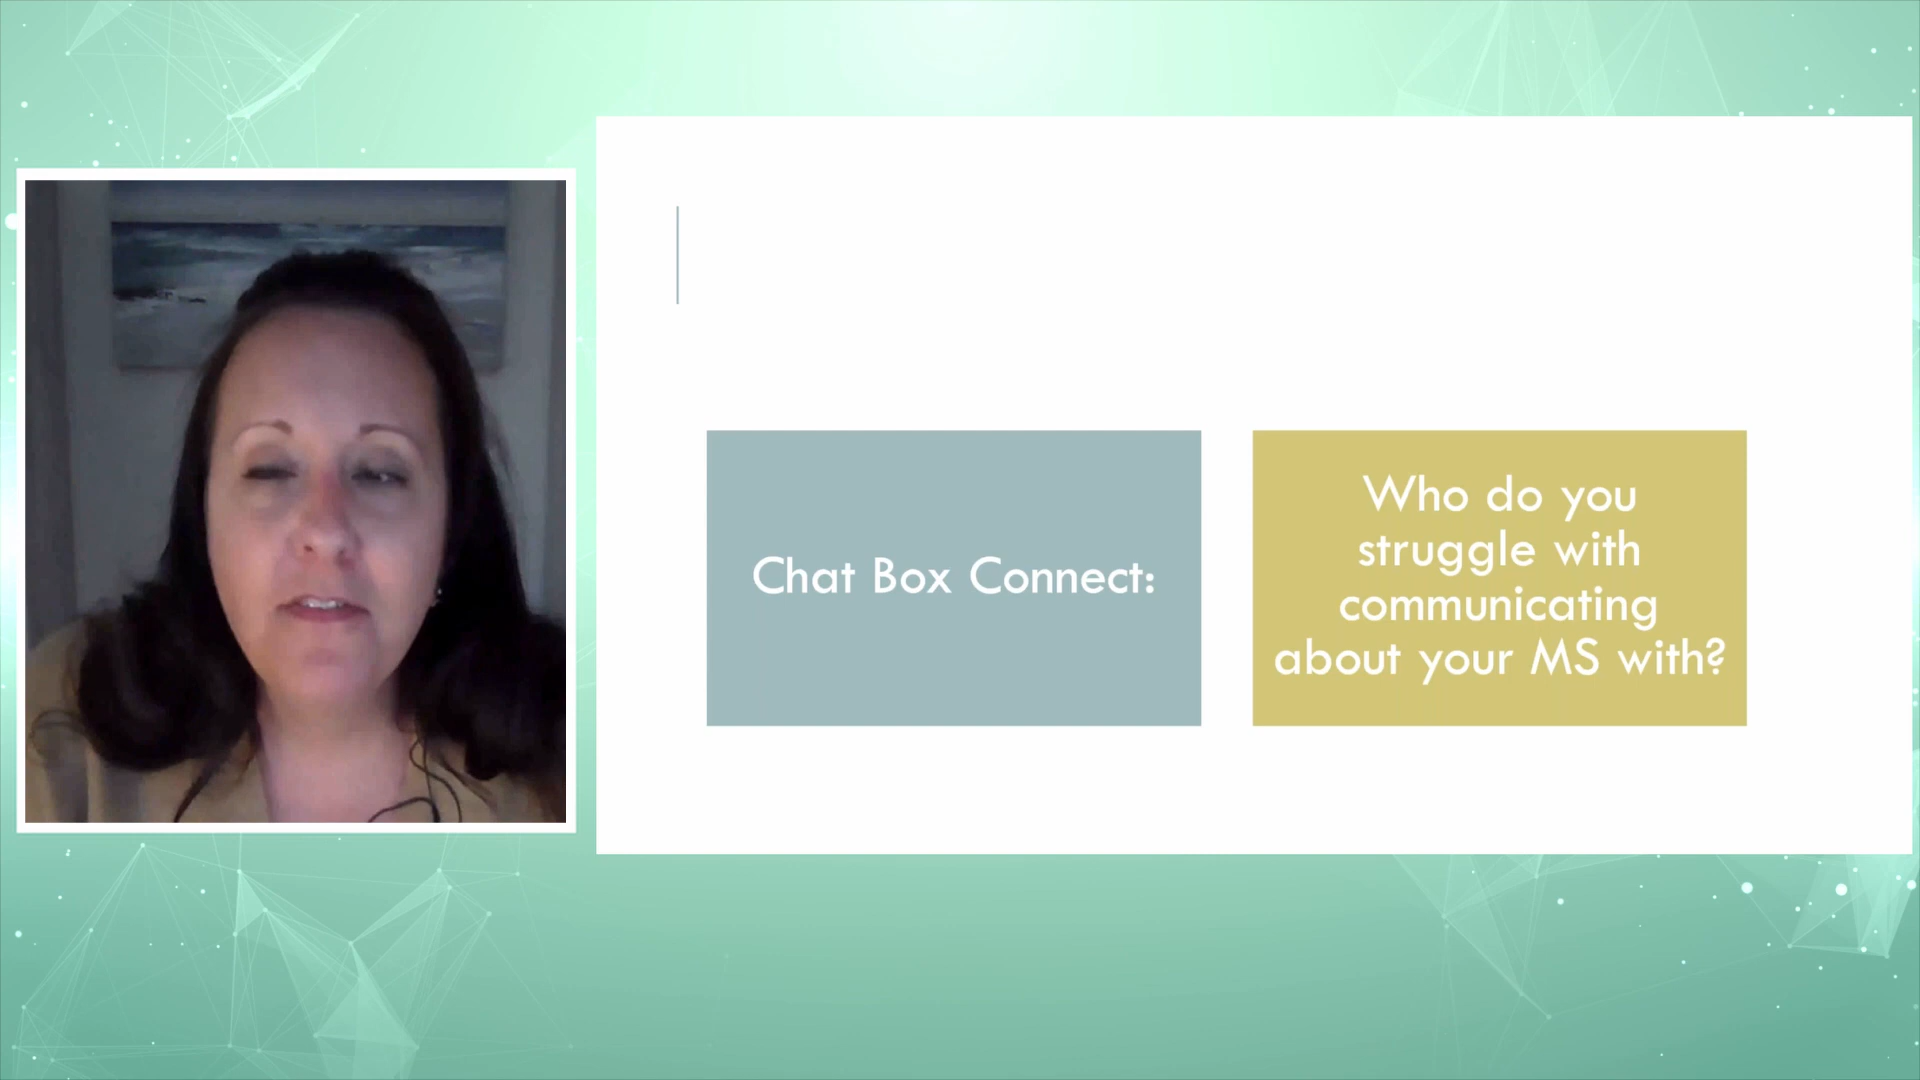 Chat Box Connect:
Who do you
struggle with
communicating
about your MS with?